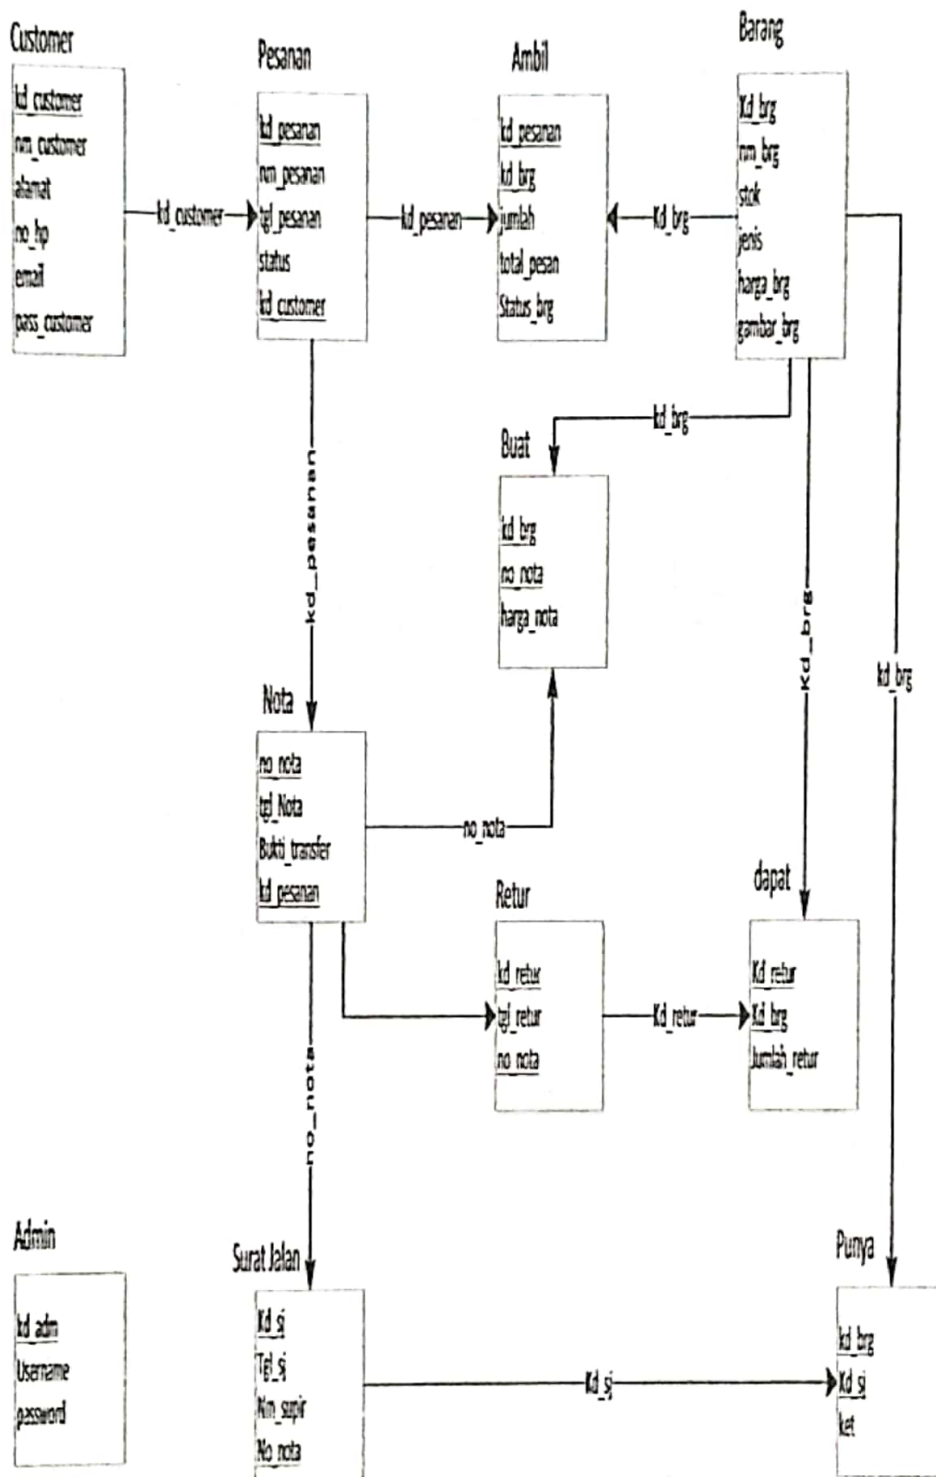 Customer
kd_customer
nm_customer
alamat
no_hp
email
pass_customer
kd_customer
Pesanan
kd_pesanan
nm_pesanan
tgl_pesanan
status
kd_customer
kd_pesanan
Ambil
kd_pesanan
kd_brg
jumlah
total_pesan
Status_brg
Kd_brg
Barang
Kd_brg
nm_brg
stok
jenis
harga_brg
gambar_brg
kd_brg
Buat
kd_brg
no_nota
harga_nota
kd_pesanan
Kd_brg
kd_brg
Nota
no_nota
tgl_Nota
Bukti_transfer
kd_pesanan
no_nota
Retur
kd_retur
tgl_retur
no_nota
Kd_retur
dapat
Kd_retur
Kd_brg
Jumlah_retur
no_nota
Admin
kd_adm
Username
password
Surat Jalan
Kd_sj
Tgl_sj
Nm_supir
No_nota
Kd_sj
Punya
kd_brg
Kd_sj
ket